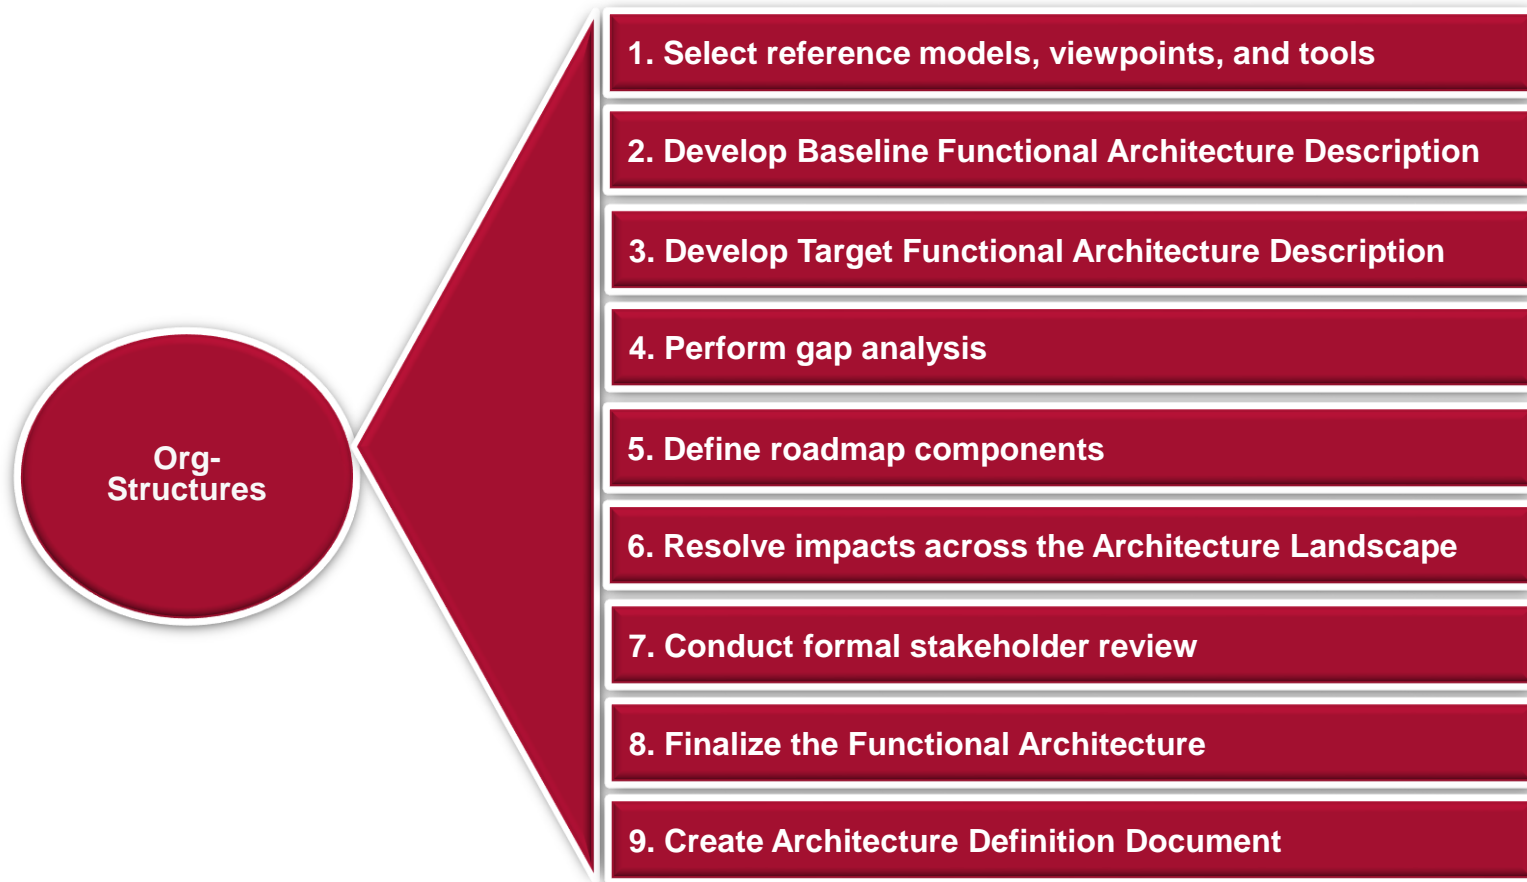 Org-
Structures
1. Select reference models, viewpoints, and tools
2. Develop Baseline Functional Architecture Description
3. Develop Target Functional Architecture Description
4. Perform gap analysis
5. Define roadmap components
6. Resolve impacts across the Architecture Landscape
7. Conduct formal stakeholder review
8. Finalize the Functional Architecture
9. Create Architecture Definition Document